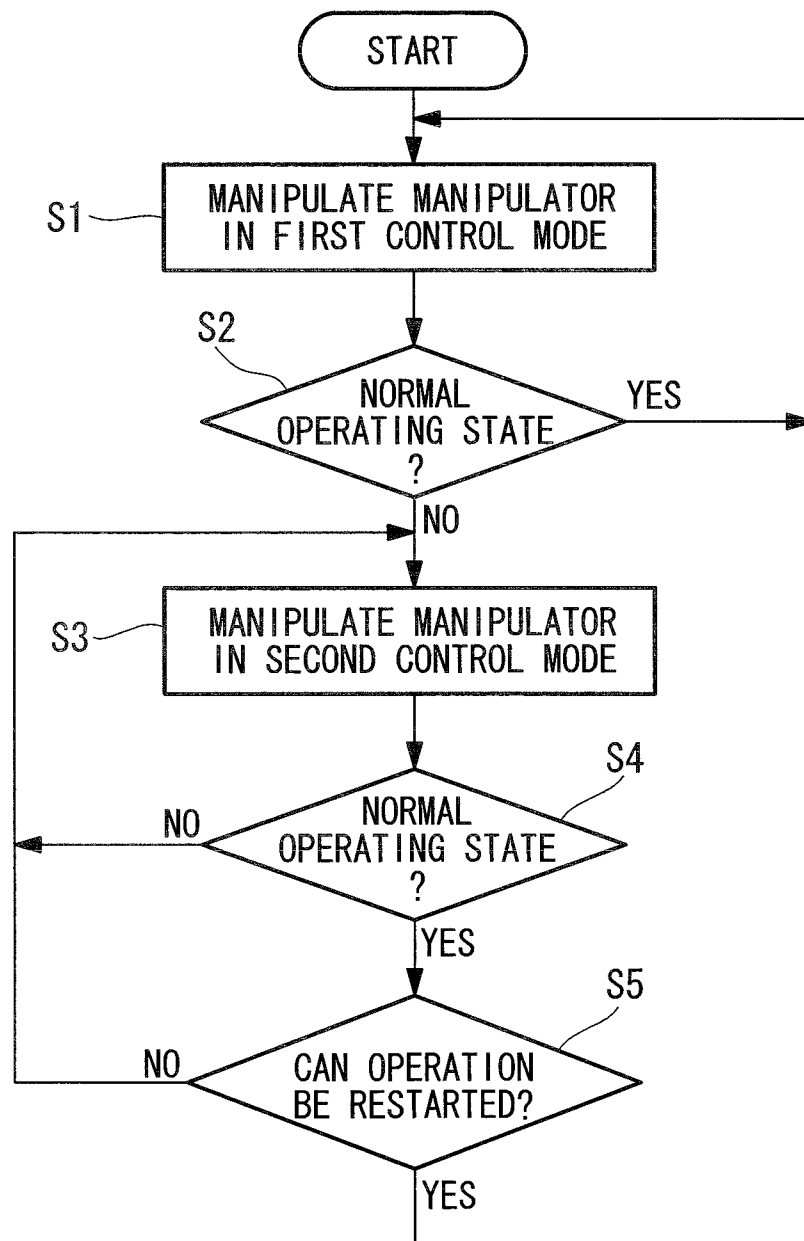 START
S1
MANIPULATE MANIPULATOR
IN FIRST CONTROL MODE
S2
NORMAL
OPERATING STATE
?
YES
NO
S3
MANIPULATE MANIPULATOR
IN SECOND CONTROL MODE
S4
NORMAL
OPERATING STATE
?
NO
YES
S5
CAN OPERATION
BE RESTARTED?
NO
YES